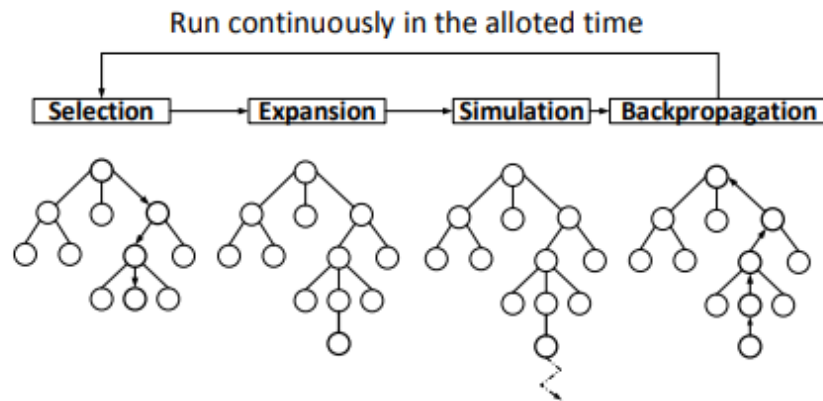 Run continuously in the alloted time
Selection
Expansion
Simulation
Backpropagation